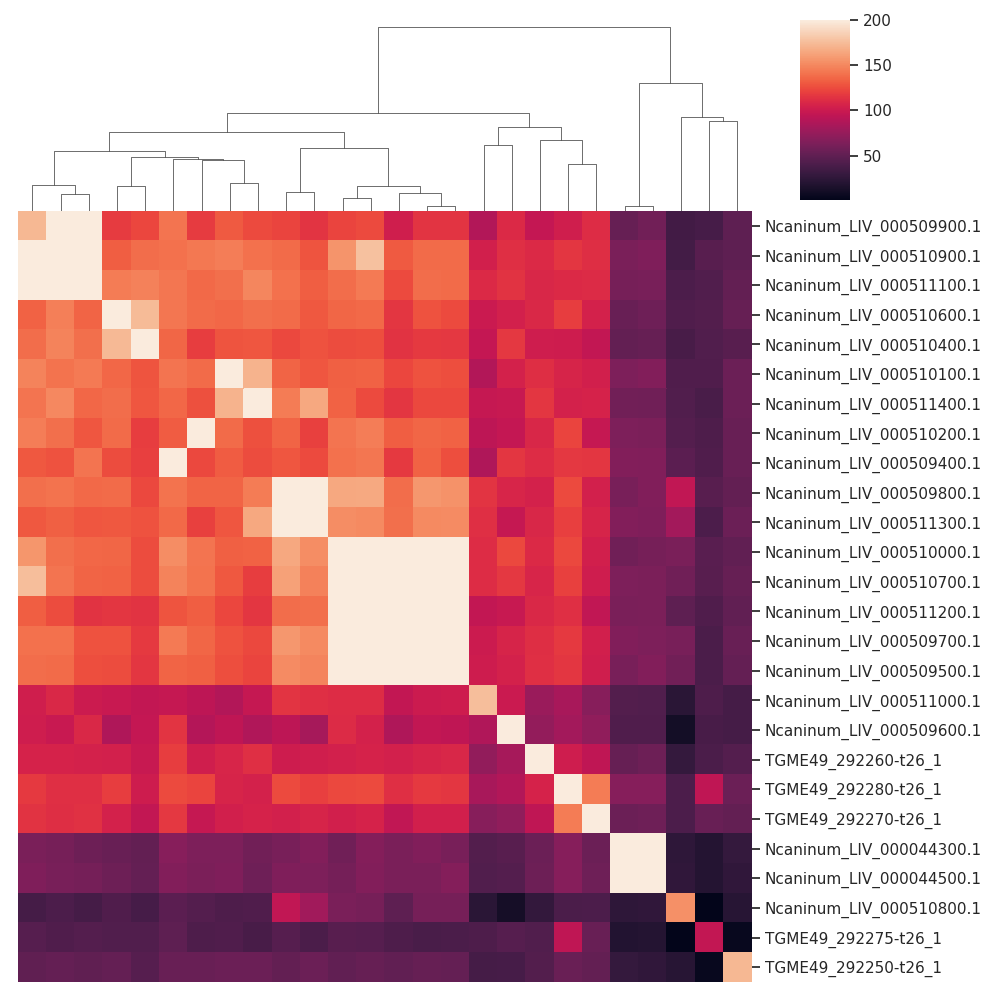 200
150
100
50
Ncaninum_LIV_000509900.1
Ncaninum_LIV_000510900.1
Ncaninum_LIV_000511100.1
Ncaninum_LIV_000510600.1
Ncaninum_LIV_000510400.1
Ncaninum_LIV_000510100.1
Ncaninum_LIV_000511400.1
Ncaninum_LIV_000510200.1
Ncaninum_LIV_000509400.1
Ncaninum_LIV_000509800.1
Ncaninum_LIV_000511300.1
Ncaninum_LIV_000510000.1
Ncaninum_LIV_000510700.1
Ncaninum_LIV_000511200.1
Ncaninum_LIV_000509700.1
Ncaninum_LIV_000509500.1
Ncaninum_LIV_000511000.1
Ncaninum_LIV_000509600.1
TGME49_292260-t26_1
TGME49_292280-t26_1
TGME49_292270-t26_1
Ncaninum_LIV_000044300.1
Ncaninum_LIV_000044500.1
Ncaninum_LIV_000510800.1
TGME49_292275-t26_1
TGME49_292250-t26_1